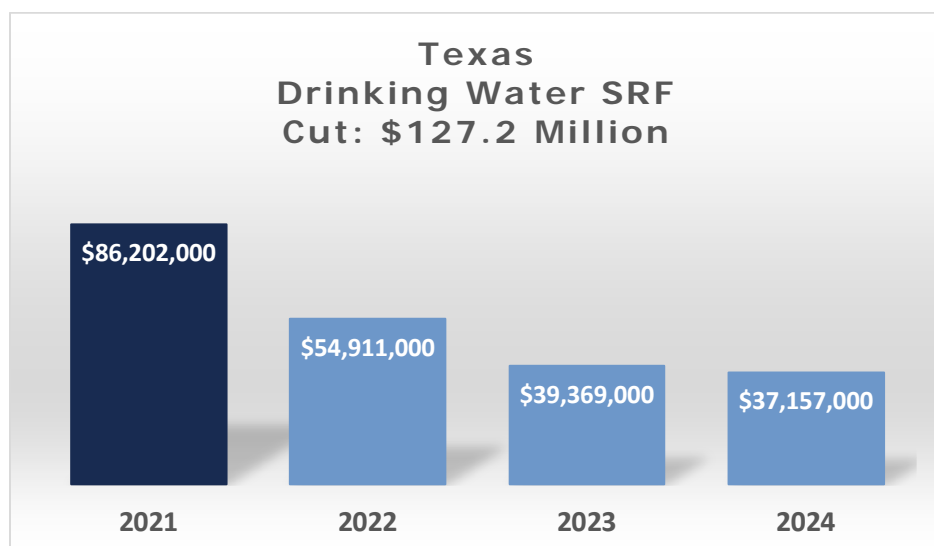 Texas
Drinking Water SRF
Cut: $127.2 Million
$86,202,000
$54,911,000
$39,369,000
$37,157,000
2021
2022
2023
2024